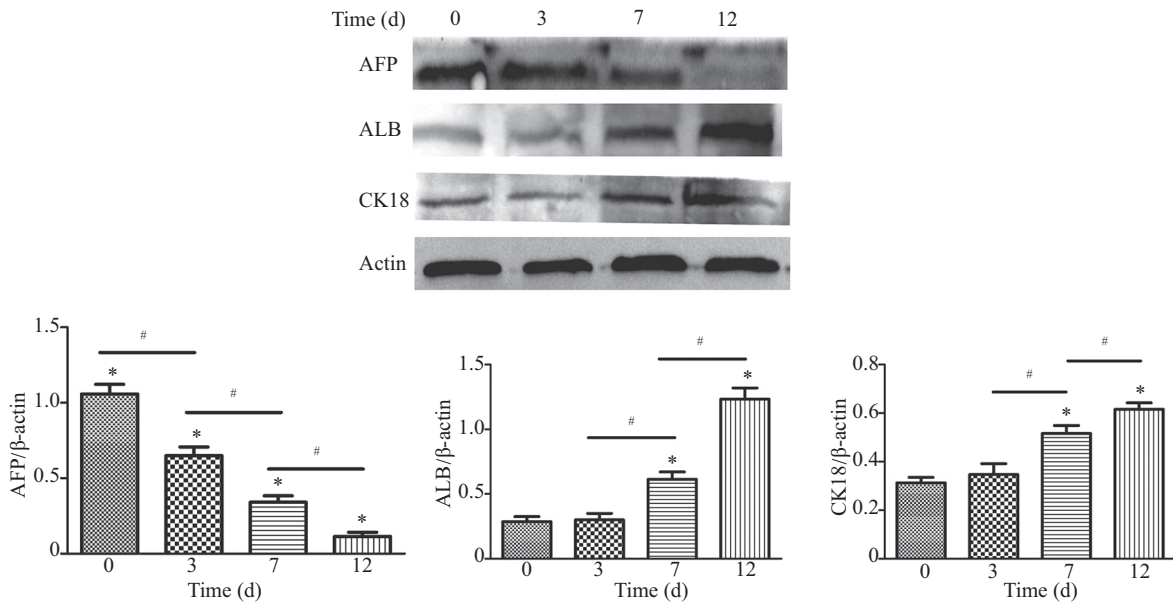 Time (d) 0 3 7 12
AFP
ALB
CK18
Actin
AFP/β-actin
1.5
1.0
0.5
0
#
#
#
*
*
*
*
0 3 7 12
Time (d)
ALB/β-actin
1.5
1.0
0.5
0
#
#
*
*
0 3 7 12
Time (d)
CK18/β-actin
0.8
0.6
0.4
0.2
0
#
#
*
*
0 3 7 12
Time (d)